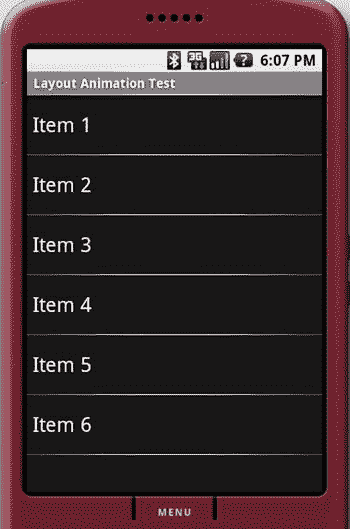 3G 6:07 PM
Layout Animation Test
Item 1
Item 2
Item 3
Item 4
Item 5
Item 6
MENU